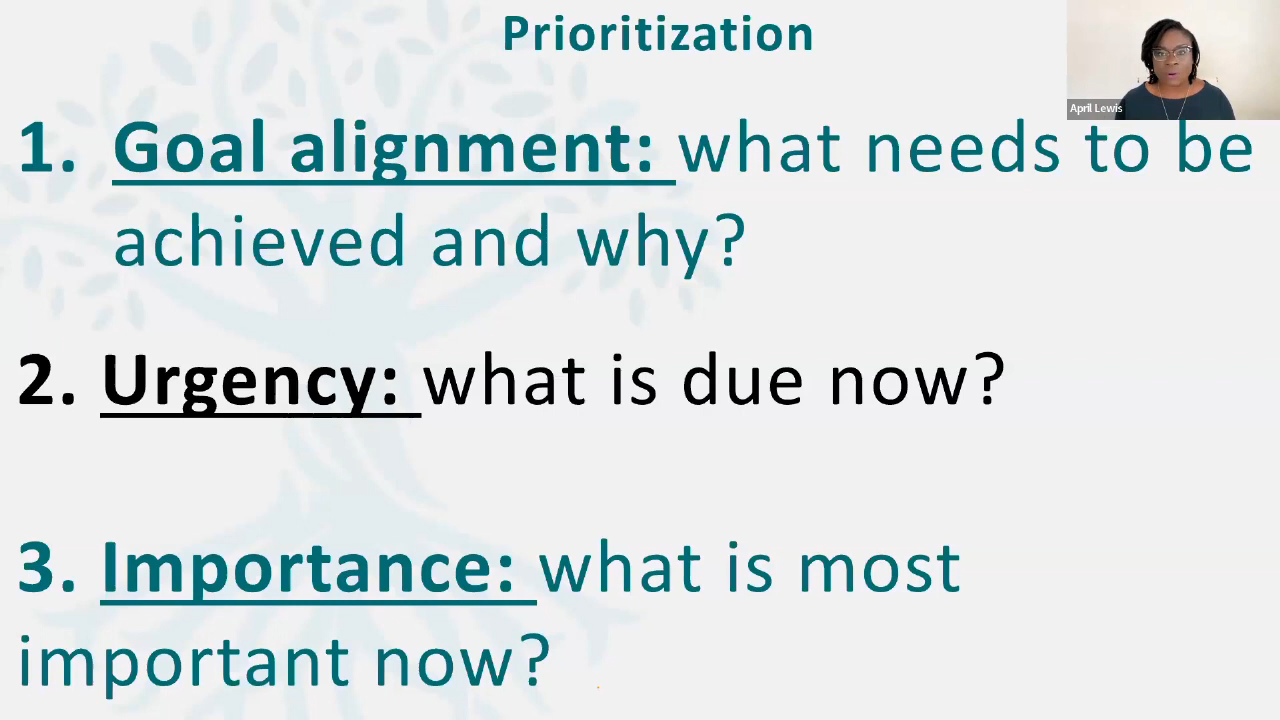 Prioritization
April Lewis
1. Goal alignment: what needs to be
achieved and why?
2. Urgency: what is due now?
3. Importance: what is most
important now?